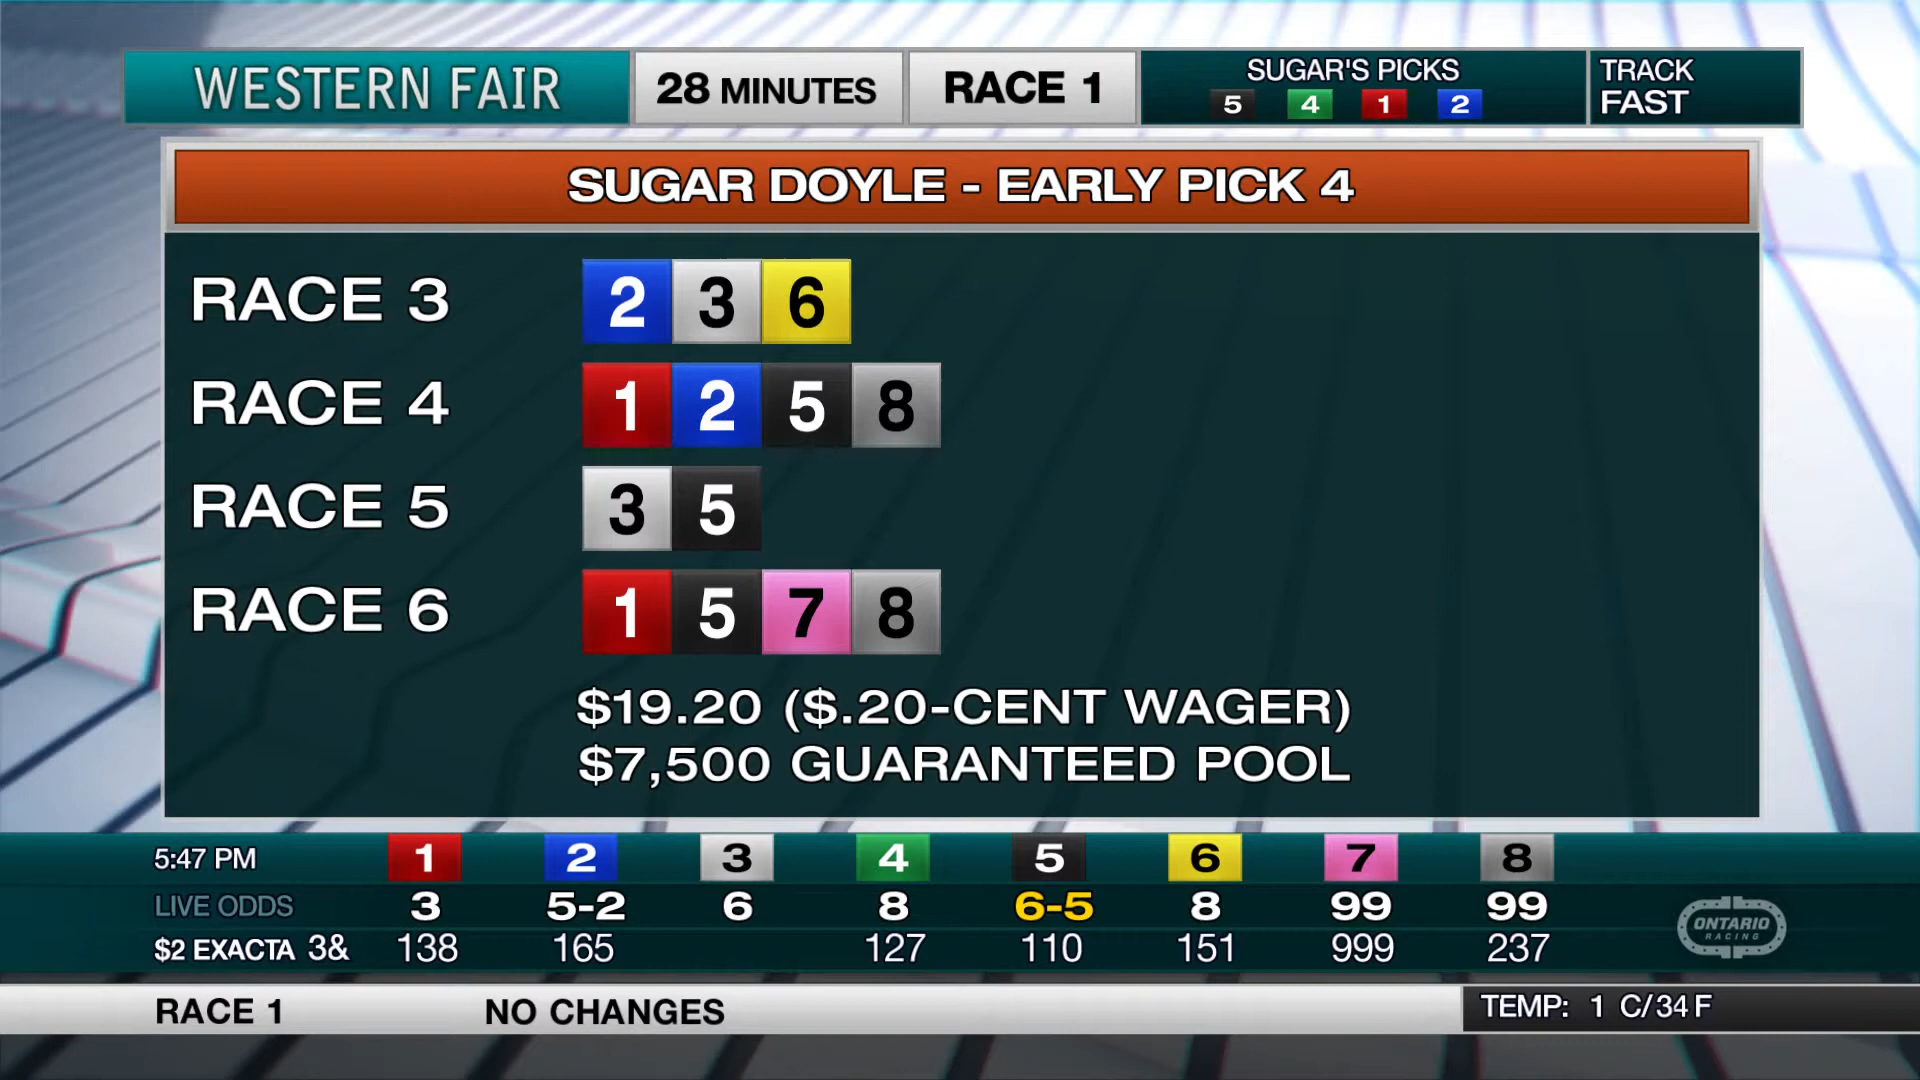 WESTERN FAIR
28 MINUTES
RACE 1
SUGAR'S PICKS
5 4 1 2
TRACK
FAST
SUGAR DOYLE - EARLY PICK 4
RACE 3 2 3 6
RACE 4 1 2 5 8
RACE 5 3 5
RACE 6 1 5 7 8
$19.20 ($.20-CENT WAGER)
$7,500 GUARANTEED POOL
5:47 PM 1 2 3 4 5 6 7 8
LIVE ODDS 3 5-2 6 8 6-5 8 99 99
$2 EXACTA 3& 138 165 127 110 151 999 237
ONTARIO
RACING
RACE 1 NO CHANGES
TEMP: 1 C/34 F